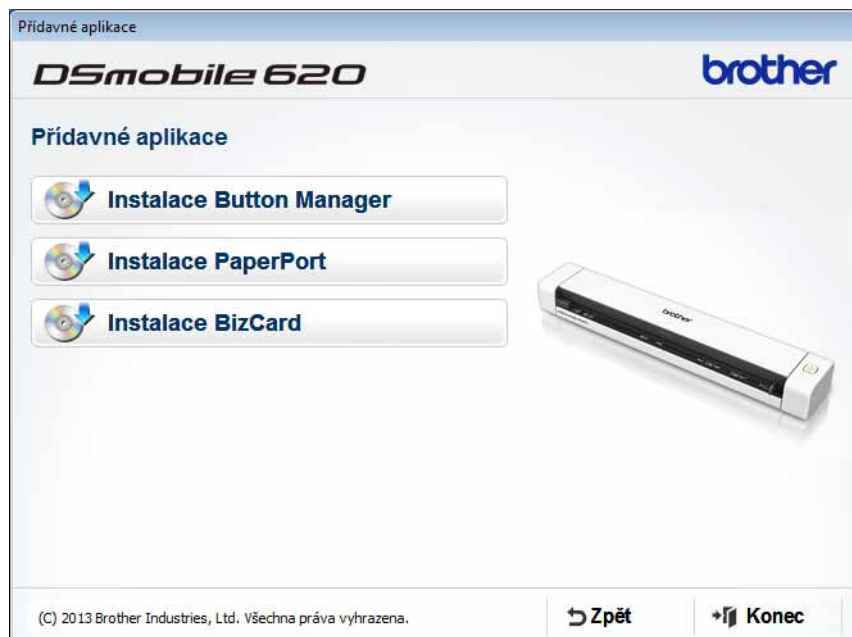 Přídavné aplikace
DSmobile 620
brother
Přídavné aplikace
Instalace Button Manager
Instalace PaperPort
Instalace BizCard
brother
(C) 2013 Brother Industries, Ltd. Všechna práva vyhrazena.
Zpět
Konec